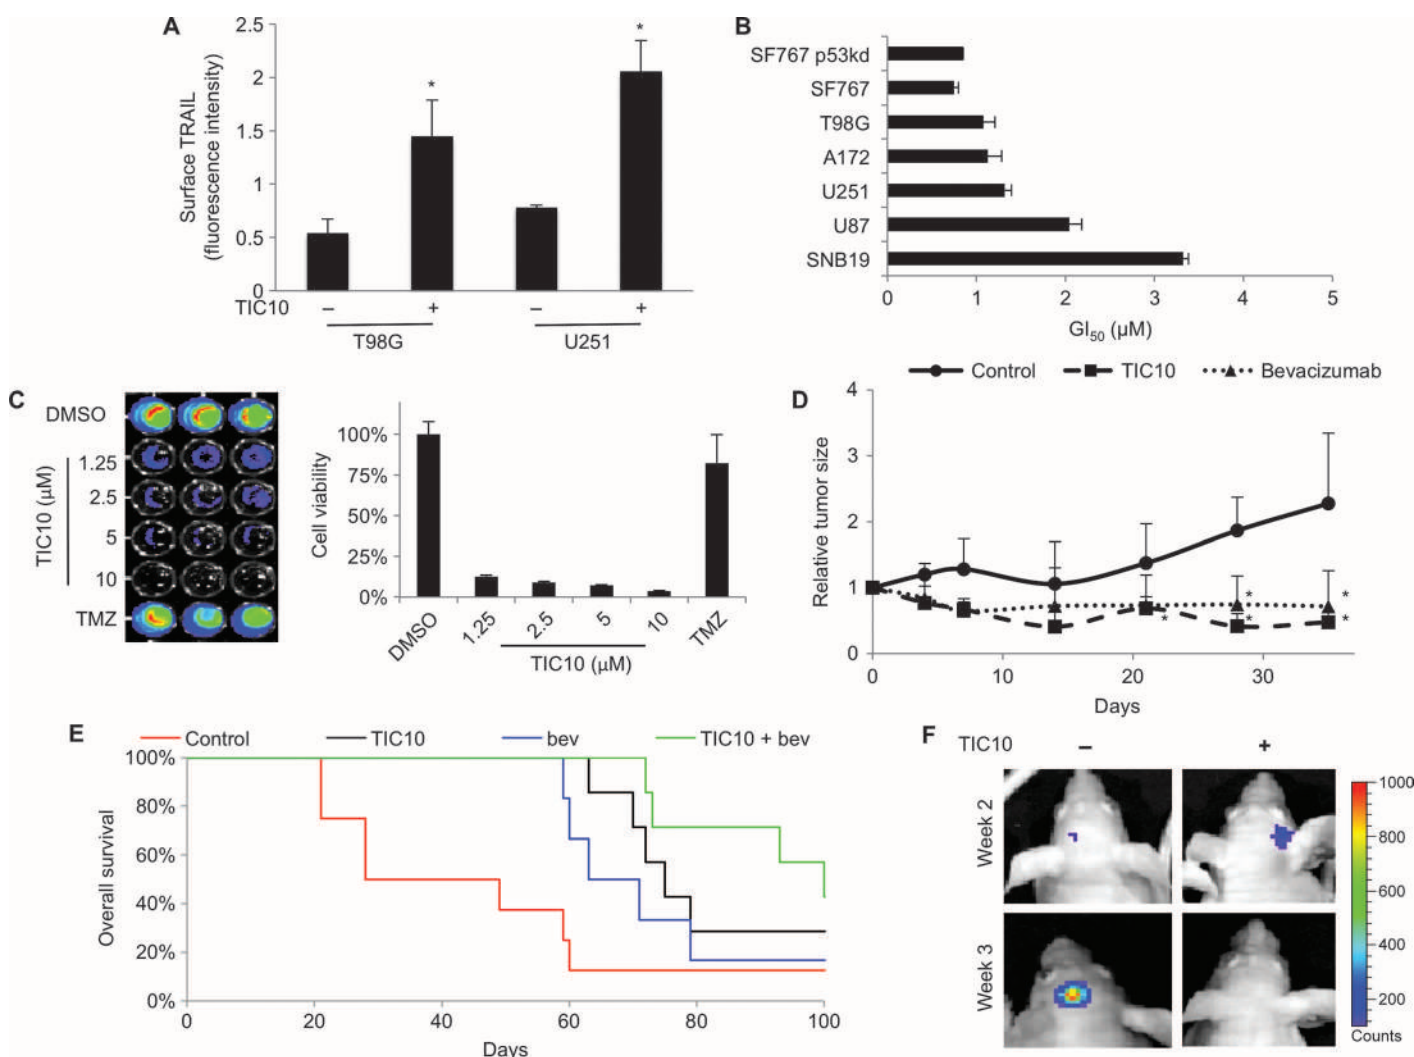 A
2.5
2
1.5
1
0.5
0
Surface TRAIL
(fluorescence intensity)
*
*
TIC10 – + – +
T98G U251
B
SF767 p53kd
SF767
T98G
A172
U251
U87
SNB19
0 1 2 3 4 5
GI50 (µM)
C
DMSO
1.25
2.5
5
10
TIC10 (µM)
TMZ
100%
75%
50%
25%
0%
Cell viability
DMSO 1.25 2.5 5 10 TMZ
TIC10 (µM)
Control TIC10 Bevacizumab
D
4
3
2
1
0
Relative tumor size
* * *
* *
0 10 20 30
Days
E
Control TIC10 bev TIC10 + bev
100%
80%
60%
40%
20%
0%
Overall survival
0 20 40 60 80 100
Days
F
TIC10 – +
Week 2
Week 3
1000
800
600
400
200
Counts